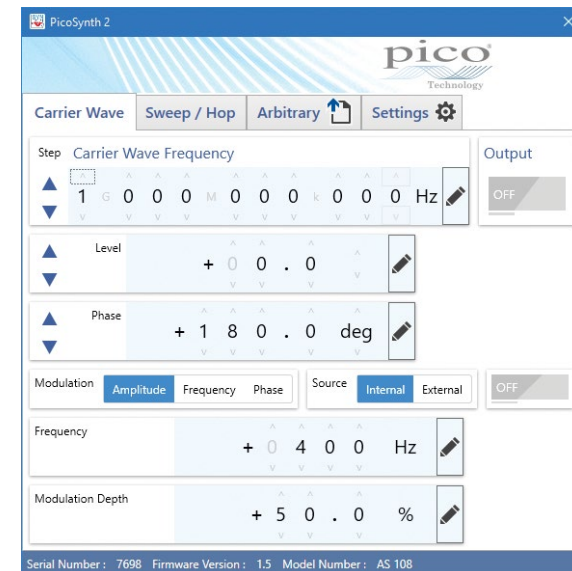 PicoSynth 2
pico
Technology
Carrier Wave Sweep / Hop Arbitrary Settings
Step Carrier Wave Frequency
Output
1 G 0 0 0 M 0 0 0 k 0 0 0 Hz
OFF
Level
+ 0 0 . 0
Phase
+ 1 8 0 . 0 deg
Modulation Amplitude Frequency Phase Source Internal External OFF
Frequency
+ 0 4 0 0 Hz
Modulation Depth
+ 5 0 . 0 %
Serial Number : 7698 Firmware Version : 1.5 Model Number : AS 108